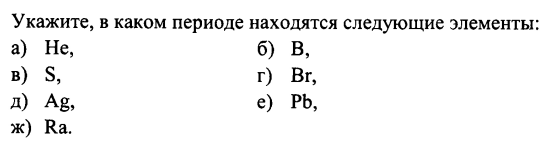 Укажите, в каком периоде находятся следующие элементы:
а) He, б) B,
в) S, г) Br,
д) Ag, е) Pb,
ж) Ra.